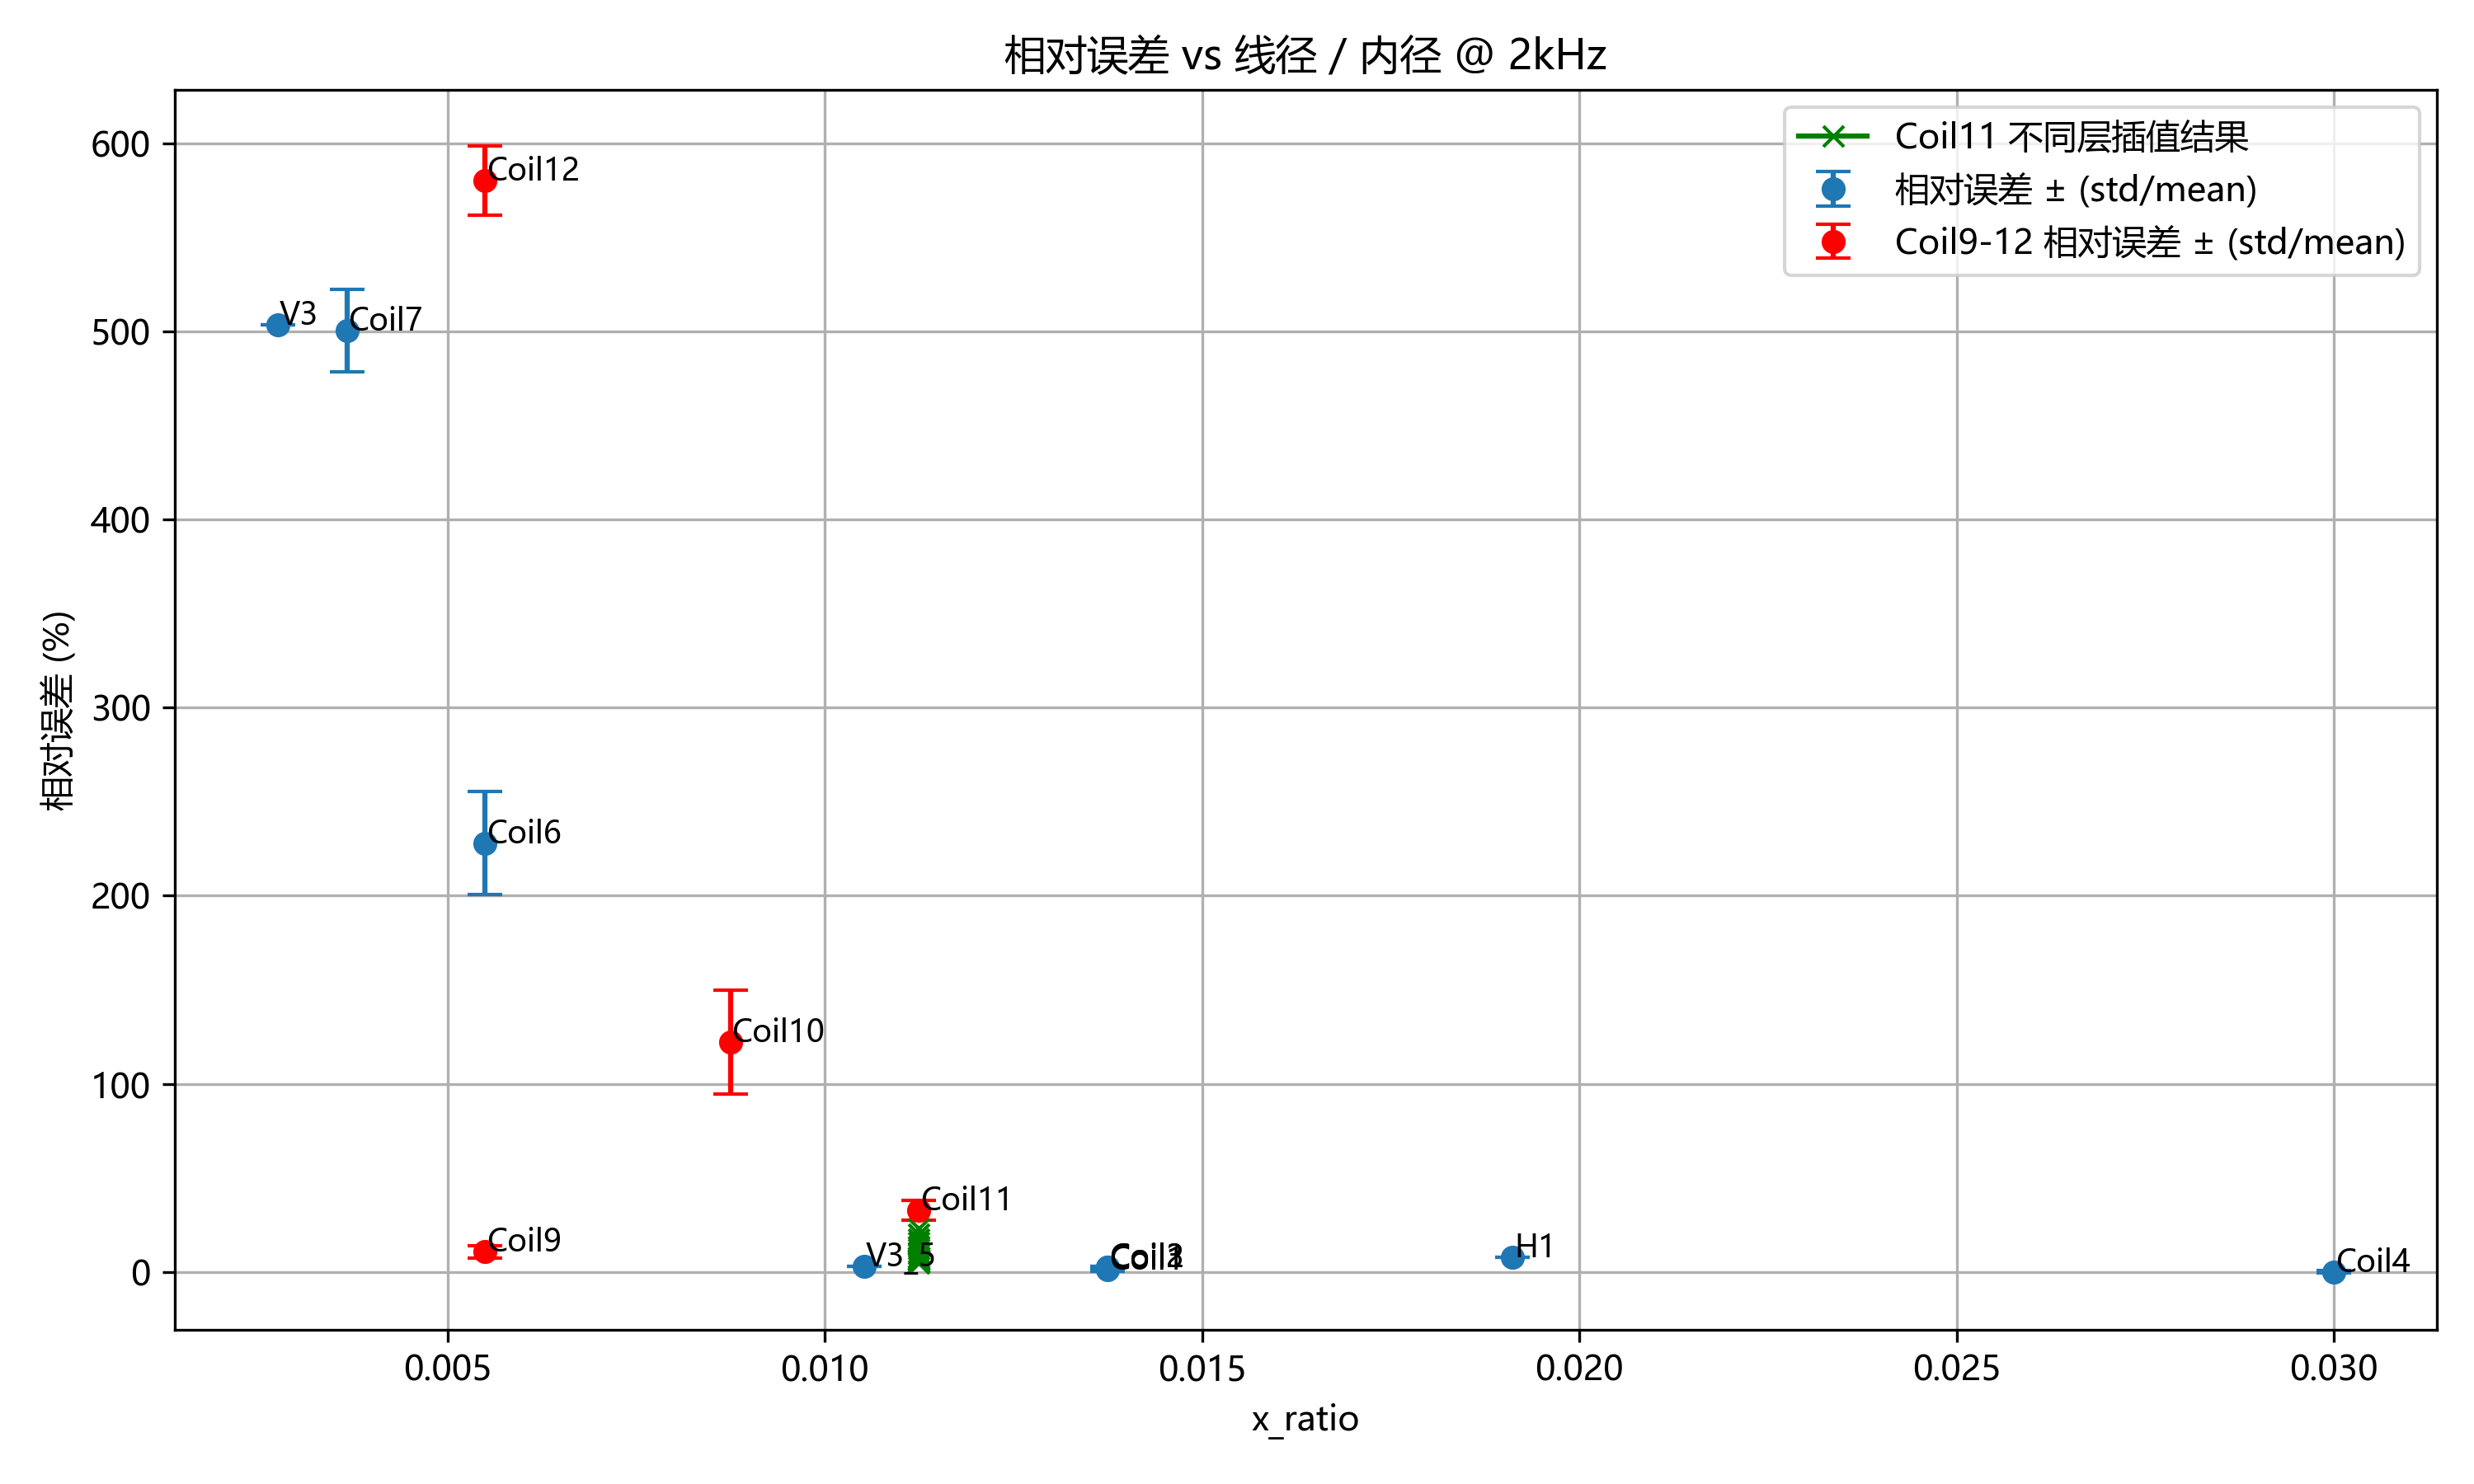 相对误差 vs 线径 / 内径 @ 2kHz
Coil11 不同层插值结果
相对误差 ± (std/mean)
Coil9-12 相对误差 ± (std/mean)
相对误差 (%)
600
500
400
300
200
100
0
Coil12
V3
Coil7
Coil6
Coil10
Coil11
Coil9
V3_5
H1
Coil4
0.005
0.010
0.015
0.020
0.025
0.030
x_ratio